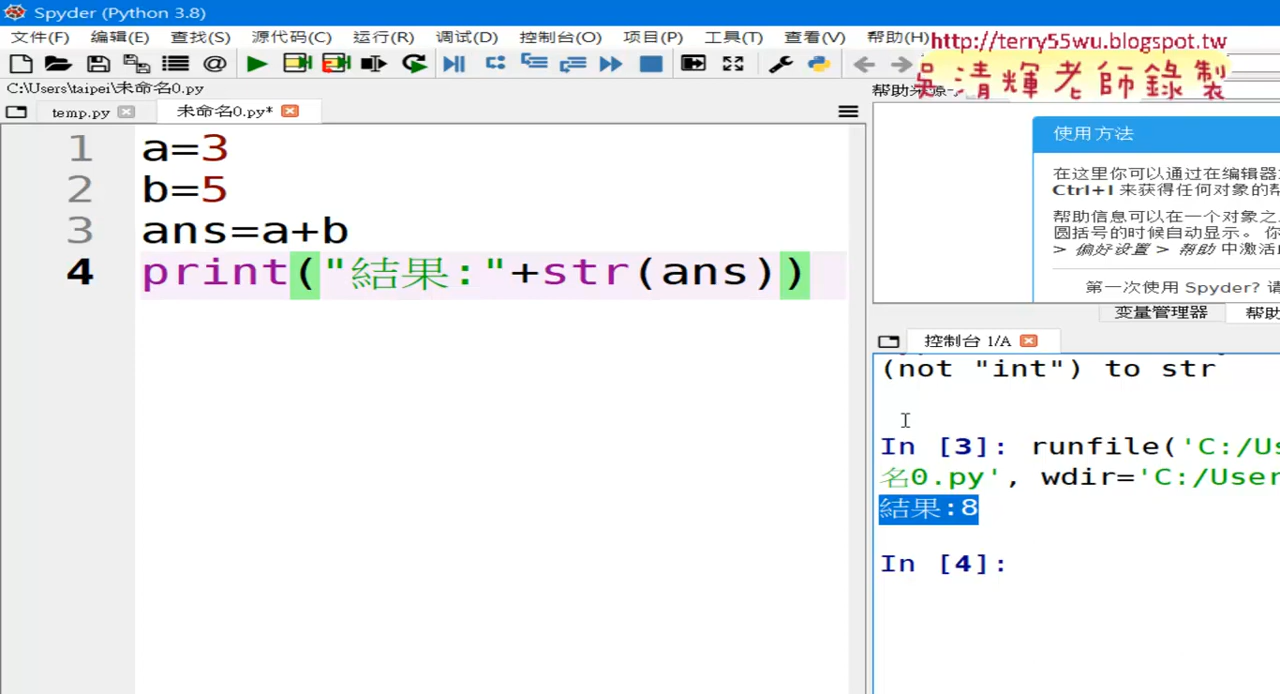 Spyder (Python 3.8)
文件(F) 编辑(E) 查找(S) 源代码(C) 运行(R) 调试(D) 控制台(O) 项目(P) 工具(T) 查看(V) 帮助(H)
http://terry55wu.blogspot.tw
吳清輝老師錄製
C:\Users\taipei\未命名0.py
temp.py 未命名0.py*
1 a=3
2 b=5
3 ans=a+b
4 print("結果:"+str(ans))
使用方法
在这里你可以通过在编辑器
Ctrl+I 来获得任何对象的帮
帮助信息可以在一个对象之
圆括号的时候自动显示。 你
> 偏好设置 > 帮助 中激活
第一次使用 Spyder? 请
变量管理器 帮助
控制台 1/A
(not "int") to str
In [3]: runfile('C:/Us
名0.py', wdir='C:/User
結果:8
In [4]: